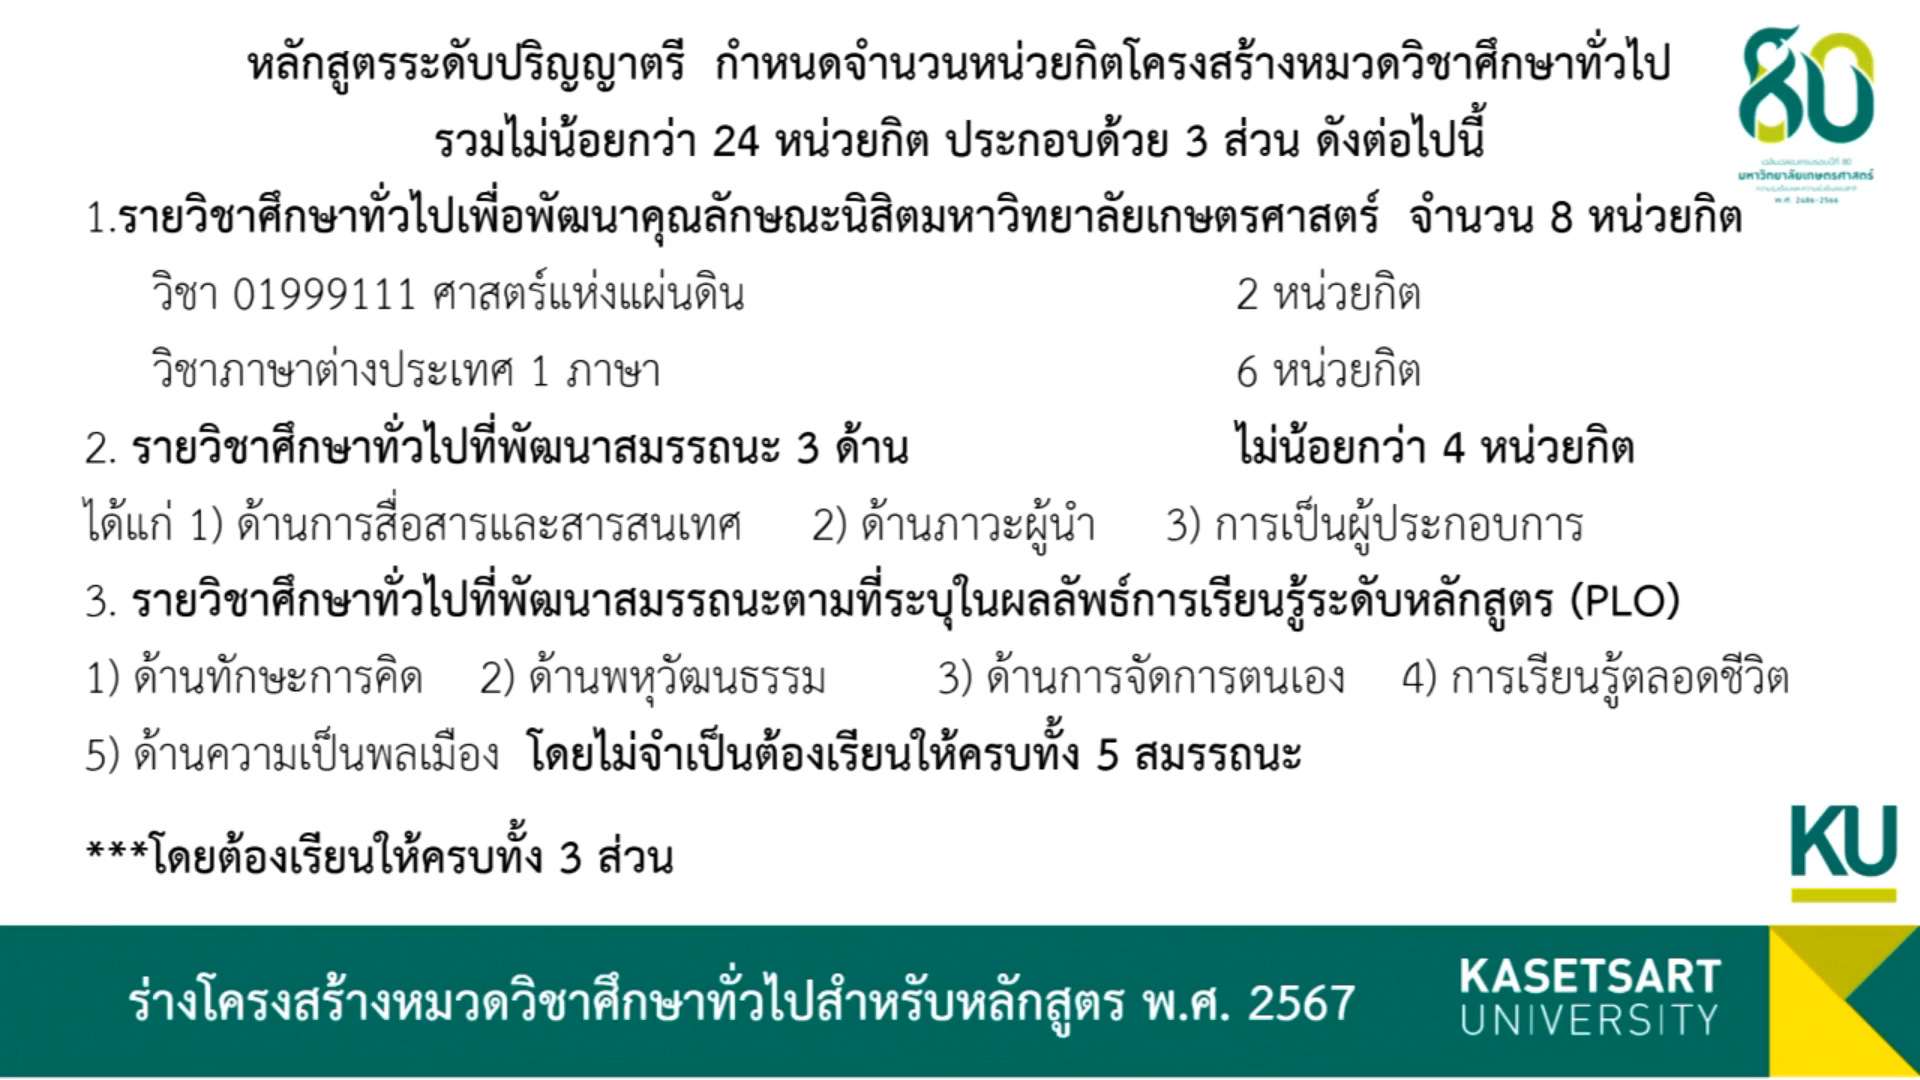 หลักสูตรระดับปริญญาตรี กำหนดจำนวนหน่วยกิตโครงสร้างหมวดวิชาศึกษาทั่วไป
รวมไม่น้อยกว่า 24 หน่วยกิต ประกอบด้วย 3 ส่วน ดังต่อไปนี้
80
เฉลิมฉลองครบรอบปีที่ 80
มหาวิทยาลัยเกษตรศาสตร์
พ.ศ. 2486-2566
1.รายวิชาศึกษาทั่วไปเพื่อพัฒนาคุณลักษณะนิสิตมหาวิทยาลัยเกษตรศาสตร์ จำนวน 8 หน่วยกิต
วิชา 01999111 ศาสตร์แห่งแผ่นดิน 2 หน่วยกิต
วิชาภาษาต่างประเทศ 1 ภาษา 6 หน่วยกิต
2. รายวิชาศึกษาทั่วไปที่พัฒนาสมรรถนะ 3 ด้าน ไม่น้อยกว่า 4 หน่วยกิต
ได้แก่ 1) ด้านการสื่อสารและสารสนเทศ 2) ด้านภาวะผู้นำ 3) การเป็นผู้ประกอบการ
3. รายวิชาศึกษาทั่วไปที่พัฒนาสมรรถนะตามที่ระบุในผลลัพธ์การเรียนรู้ระดับหลักสูตร (PLO)
1) ด้านทักษะการคิด 2) ด้านพหุวัฒนธรรม 3) ด้านการจัดการตนเอง 4) การเรียนรู้ตลอดชีวิต
5) ด้านความเป็นพลเมือง โดยไม่จำเป็นต้องเรียนให้ครบทั้ง 5 สมรรถนะ
***โดยต้องเรียนให้ครบทั้ง 3 ส่วน
KU
ร่างโครงสร้างหมวดวิชาศึกษาทั่วไปสำหรับหลักสูตร พ.ศ. 2567
KASETSART
UNIVERSITY